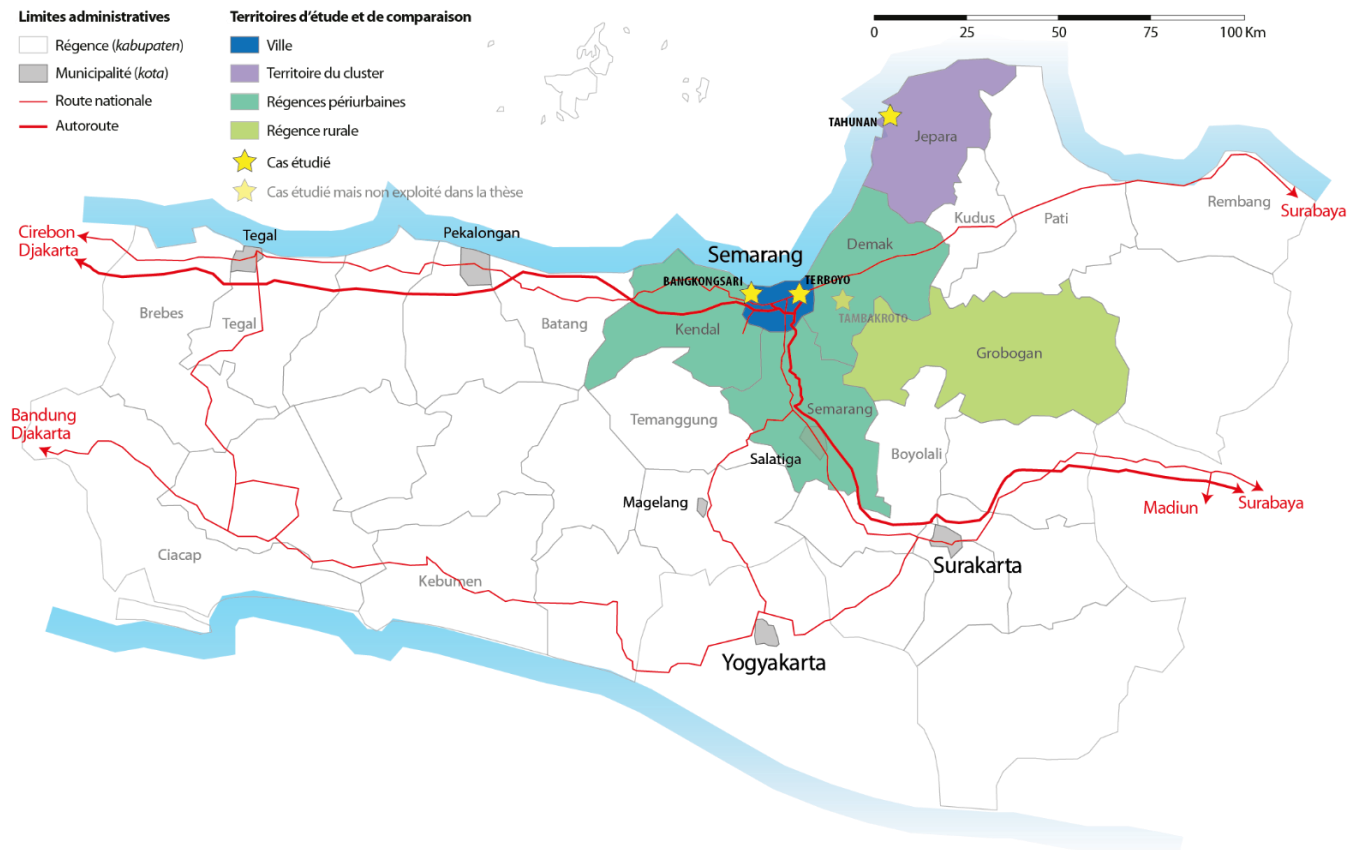 Limites administratives
Régence (kabupaten)
Municipalité (kota)
Route nationale
Autoroute
Territoires d'étude et de comparaison
Ville
Territoire du cluster
Régences périurbaines
Régence rurale
Cas étudié
Cas étudié mais non exploité dans la thèse
0 25 50 75 100 Km
TAHUNAN
Jepara
Kudus
Pati
Rembang
Surabaya
Cirebon
Djakarta
Tegal
Pekalongan
Semarang
Demak
BANGKONGSARI
TERBOYO
TAMBAKROTO
Brebes
Tegal
Batang
Kendal
Grobogan
Bandung
Djakarta
Temanggung
Semarang
Boyolali
Salatiga
Magelang
Madiun
Surabaya
Ciacap
Kebumen
Surakarta
Yogyakarta